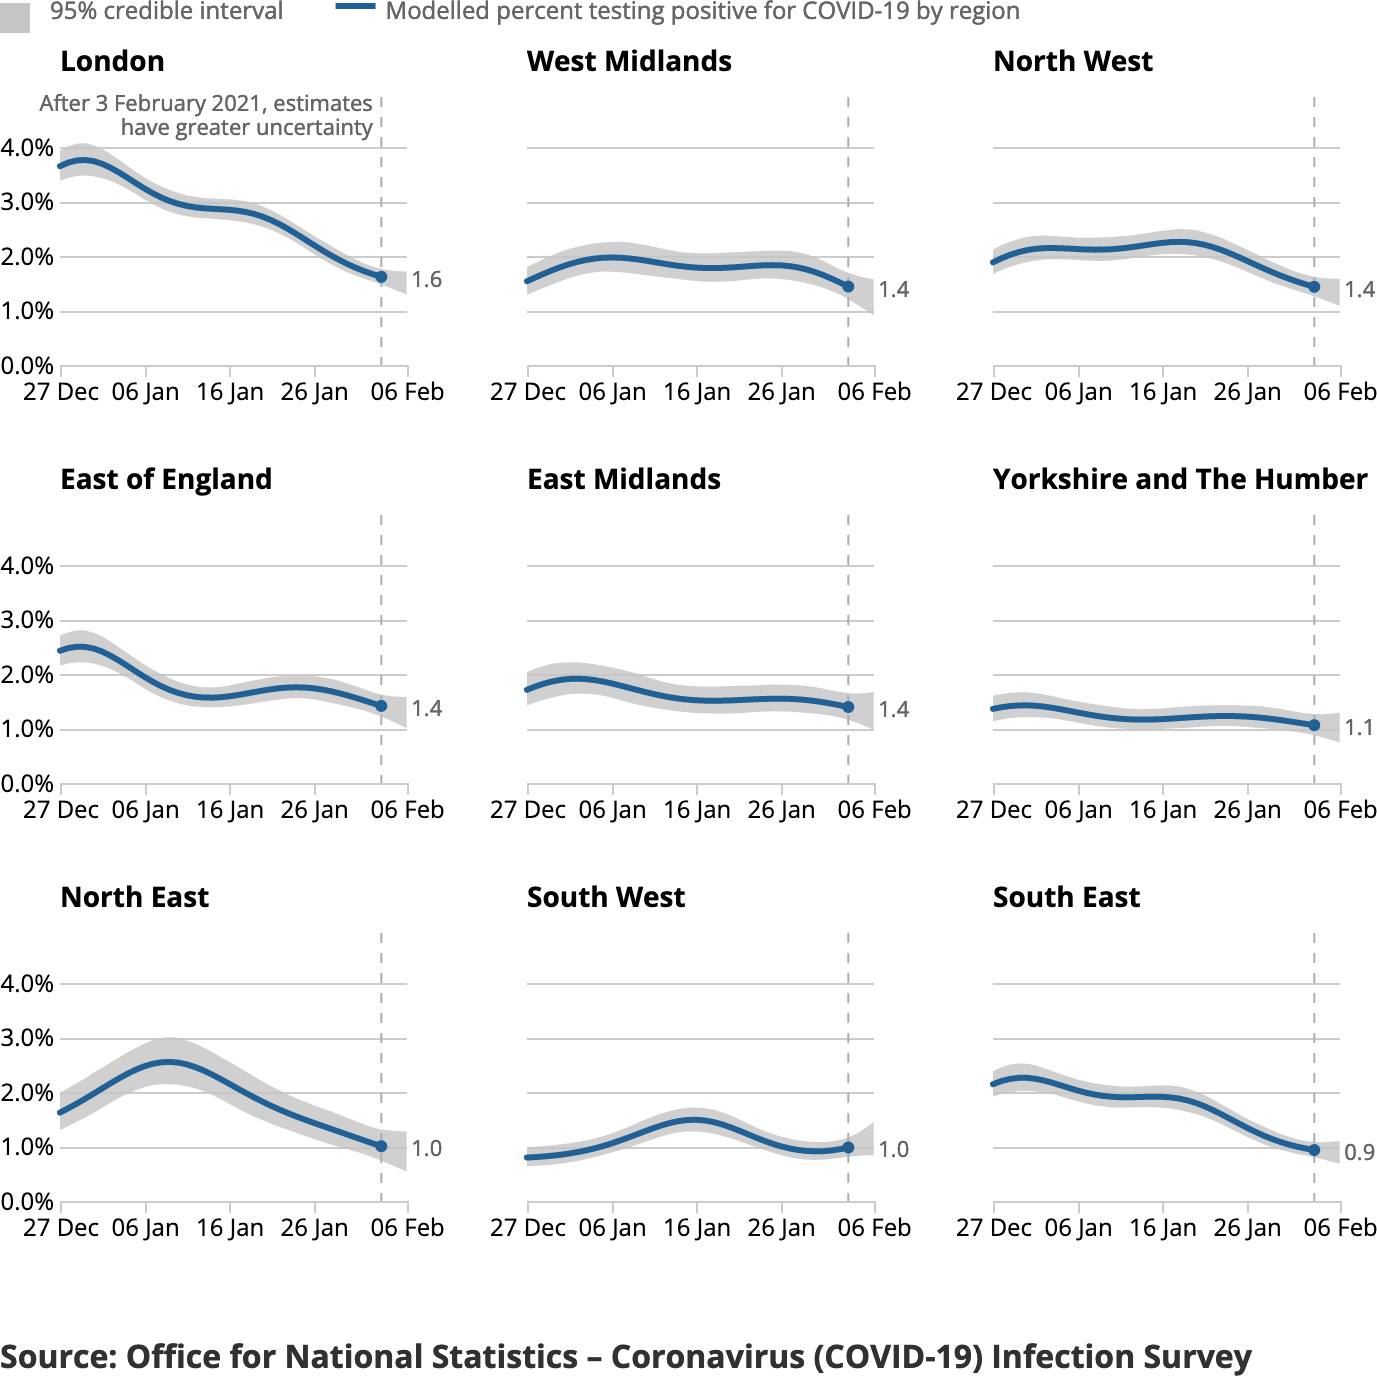 95% credible interval
Modelled percent testing positive for COVID-19 by region
London
West Midlands
North West
After 3 February 2021, estimates
have greater uncertainty
4.0%
3.0%
2.0%
1.0%
0.0%
1.6
1.4
1.4
27 Dec 06 Jan 16 Jan 26 Jan 06 Feb
27 Dec 06 Jan 16 Jan 26 Jan 06 Feb
27 Dec 06 Jan 16 Jan 26 Jan 06 Feb
East of England
East Midlands
Yorkshire and The Humber
4.0%
3.0%
2.0%
1.0%
0.0%
1.4
1.4
1.1
27 Dec 06 Jan 16 Jan 26 Jan 06 Feb
27 Dec 06 Jan 16 Jan 26 Jan 06 Feb
27 Dec 06 Jan 16 Jan 26 Jan 06 Feb
North East
South West
South East
4.0%
3.0%
2.0%
1.0%
0.0%
1.0
1.0
0.9
27 Dec 06 Jan 16 Jan 26 Jan 06 Feb
27 Dec 06 Jan 16 Jan 26 Jan 06 Feb
27 Dec 06 Jan 16 Jan 26 Jan 06 Feb
Source: Office for National Statistics – Coronavirus (COVID-19) Infection Survey